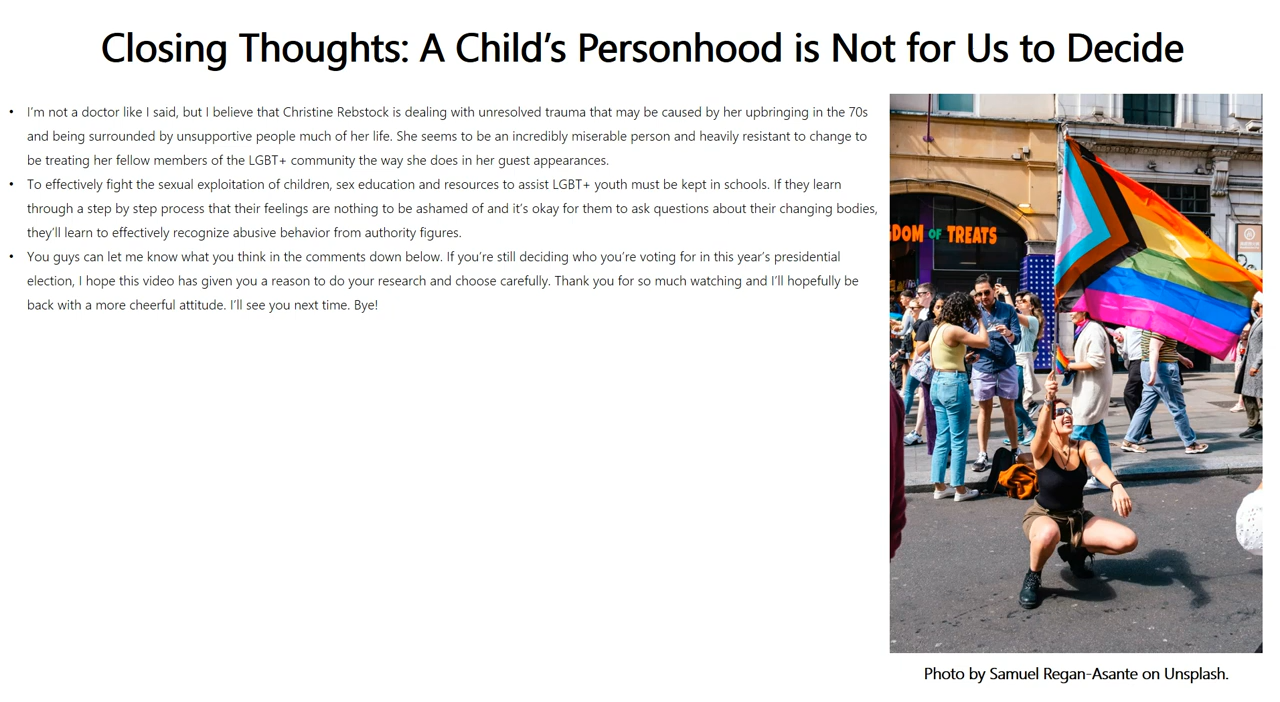 Closing Thoughts: A Child's Personhood is Not for Us to Decide
• I'm not a doctor like I said, but I believe that Christine Rebstock is dealing with unresolved trauma that may be caused by her upbringing in the 70s
and being surrounded by unsupportive people much of her life. She seems to be an incredibly miserable person and heavily resistant to change to
be treating her fellow members of the LGBT+ community the way she does in her guest appearances.
• To effectively fight the sexual exploitation of children, sex education and resources to assist LGBT+ youth must be kept in schools. If they learn
through a step by step process that their feelings are nothing to be ashamed of and it's okay for them to ask questions about their changing bodies,
they'll learn to effectively recognize abusive behavior from authority figures.
• You guys can let me know what you think in the comments down below. If you're still deciding who you're voting for in this year's presidential
election, I hope this video has given you a reason to do your research and choose carefully. Thank you for so much watching and I'll hopefully be
back with a more cheerful attitude. I'll see you next time. Bye!
DOM OF TREATS
Photo by Samuel Regan-Asante on Unsplash.